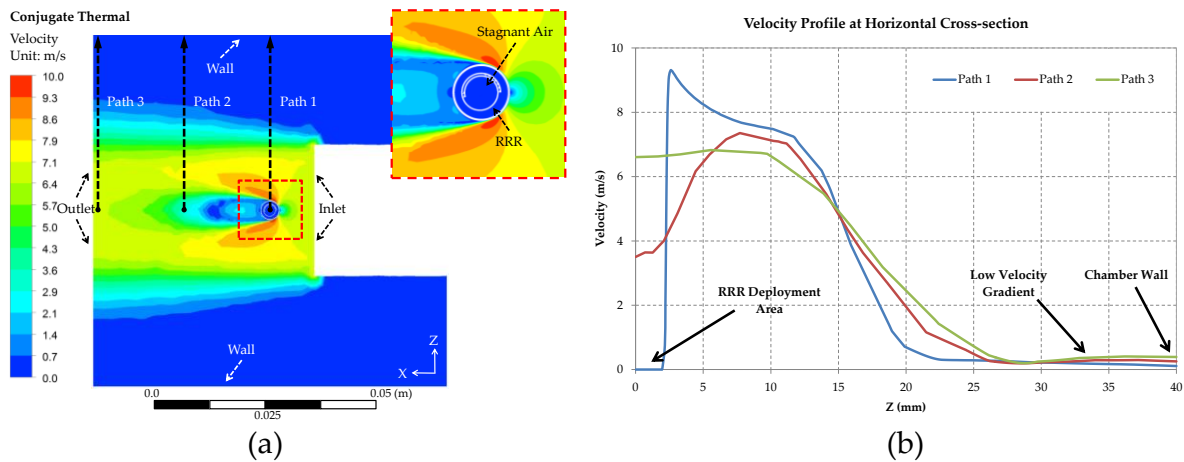 Conjugate Thermal
Velocity
Unit: m/s
10.0
9.3
8.6
7.9
7.1
6.4
5.7
5.0
4.3
3.6
2.9
2.1
1.4
0.7
0.0
Wall
Path 3
Path 2
Path 1
Stagnant Air
RRR
Outlet
Inlet
Wall
Z
X
0.0
0.05 (m)
0.025
(a)
Velocity Profile at Horizontal Cross-section
Path 1
Path 2
Path 3
Velocity (m/s)
10
8
6
4
2
0
RRR Deployment
Area
Low Velocity
Gradient
Chamber Wall
0
5
10
15
20
25
30
35
40
Z (mm)
(b)